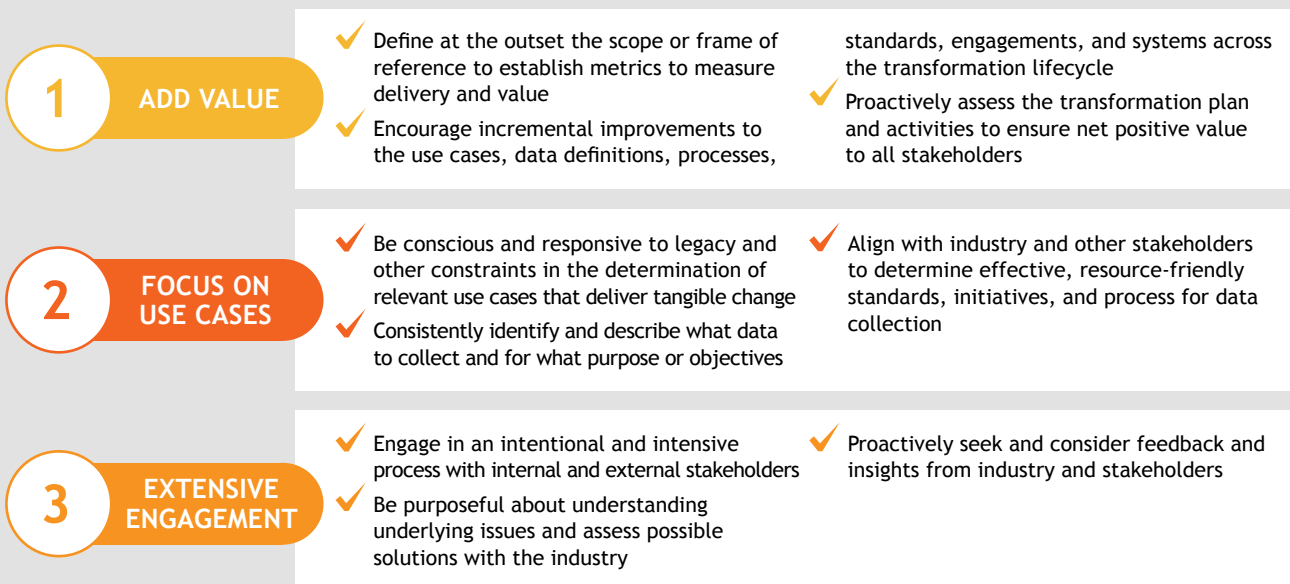 1
ADD VALUE
Define at the outset the scope or frame of
reference to establish metrics to measure
delivery and value
Encourage incremental improvements to
the use cases, data definitions, processes,
standards, engagements, and systems across
the transformation lifecycle
Proactively assess the transformation plan
and activities to ensure net positive value
to all stakeholders
2
FOCUS ON
USE CASES
Be conscious and responsive to legacy and
other constraints in the determination of
relevant use cases that deliver tangible change
Consistently identify and describe what data
to collect and for what purpose or objectives
Align with industry and other stakeholders
to determine effective, resource-friendly
standards, initiatives, and process for data
collection
3
EXTENSIVE
ENGAGEMENT
Engage in an intentional and intensive
process with internal and external stakeholders
Be purposeful about understanding
underlying issues and assess possible
solutions with the industry
Proactively seek and consider feedback and
insights from industry and stakeholders